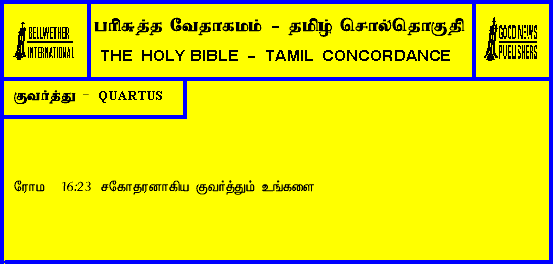 BELLWETHER
INTERNATIONAL
பரிசுத்த வேதாகமம் - தமிழ் சொல்தொகுதி
THE HOLY BIBLE - TAMIL CONCORDANCE
GOOD NEWS
PUBLISHERS
குவர்த்து - QUARTUS
ரோம 16:23 சகோதரனாகிய குவர்த்தும் உங்களை